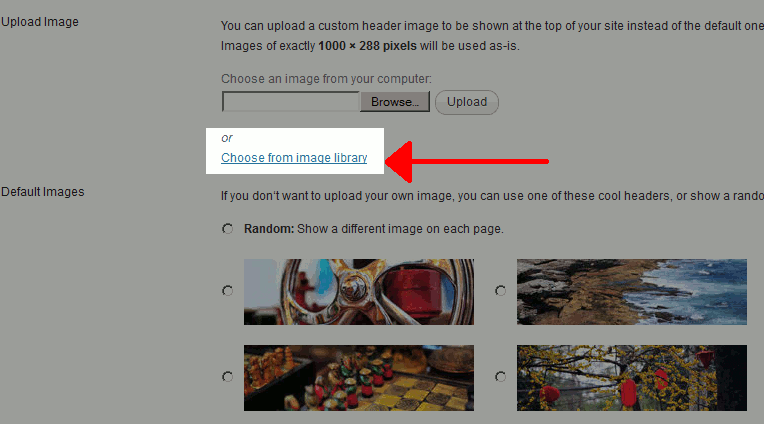 Upload Image
You can upload a custom header image to be shown at the top of your site instead of the default one
Images of exactly 1000 × 288 pixels will be used as-is.
Choose an image from your computer:
Browse... Upload
or
Choose from image library
Default Images
If you don't want to upload your own image, you can use one of these cool headers, or show a rando
Random: Show a different image on each page.